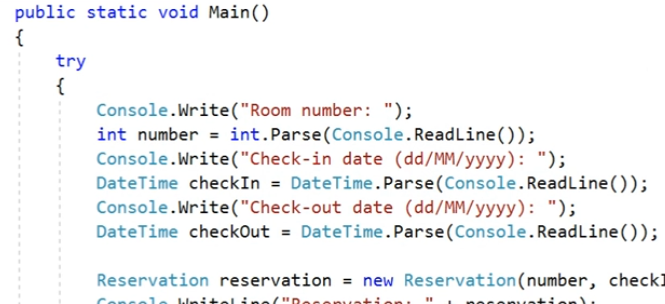 public static void Main()
{
try
{
Console.Write("Room number: ");
int number = int.Parse(Console.ReadLine());
Console.Write("Check-in date (dd/MM/yyyy): ");
DateTime checkIn = DateTime.Parse(Console.ReadLine());
Console.Write("Check-out date (dd/MM/yyyy): ");
DateTime checkOut = DateTime.Parse(Console.ReadLine());
Reservation reservation = new Reservation(number, checkI
Console.WriteLine("Reservation: " + reservation);